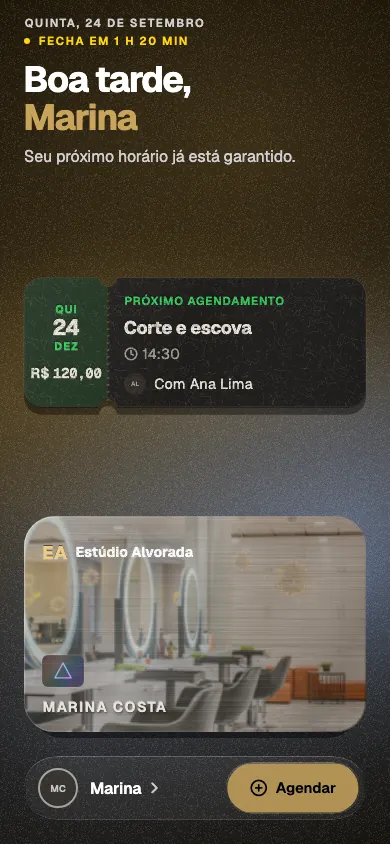 QUINTA, 24 DE SETEMBRO
FECHA EM 1 H 20 MIN
Boa tarde,
Marina
Seu próximo horário já está garantido.
QUI
24
DEZ
R$ 120,00
PRÓXIMO AGENDAMENTO
Corte e escova
14:30
AL
Com Ana Lima
EA Estúdio Alvorada
MARINA COSTA
MC
Marina
Agendar